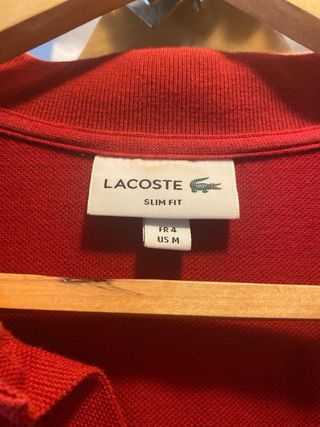 LACOSTE
SLIM FIT
FR 4
US M